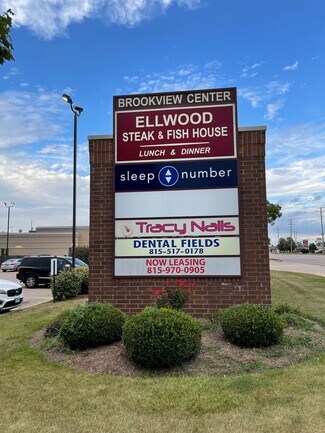 BROOKVIEW CENTER
ELLWOOD
STEAK & FISH HOUSE
LUNCH & DINNER
sleep number
Tracy Nails
DENTAL FIELDS
815-517-0178
NOW LEASING
815-970-0905